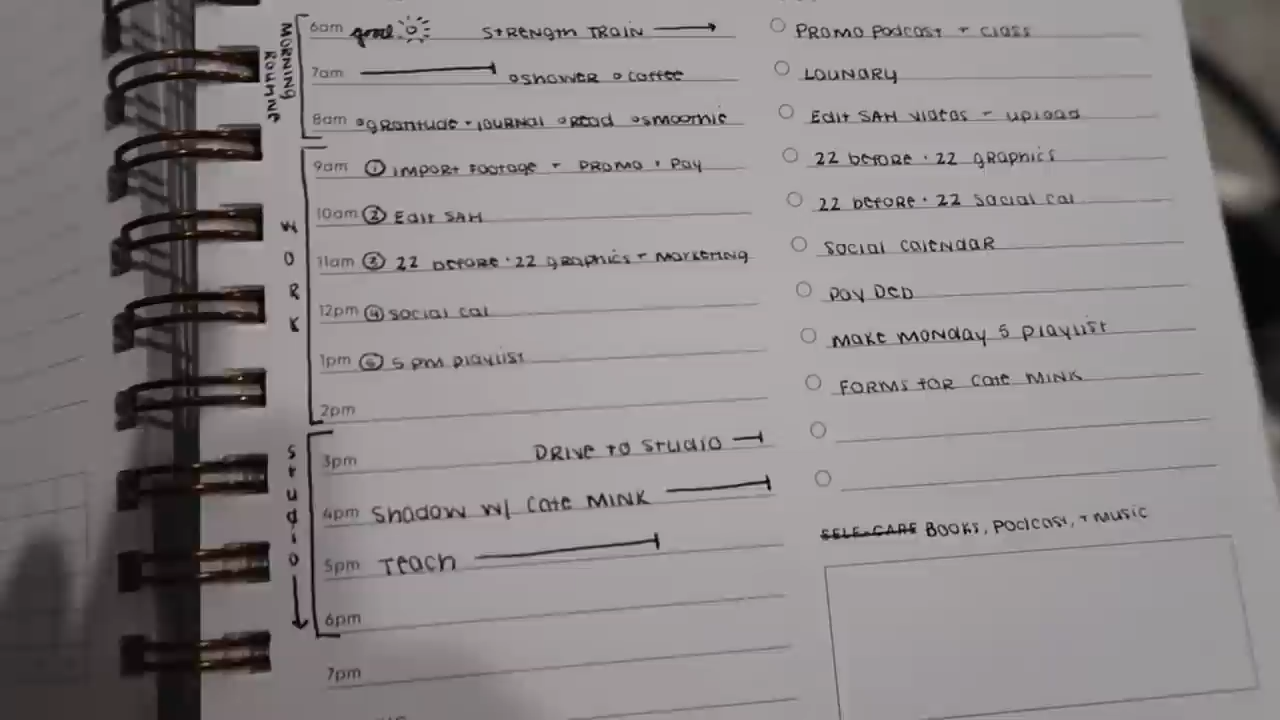 MORNING ROUTINE
6am good STRENGTH TRAIN
7am SHOWER COFFEE
8am gratitude + JOURNAL READ SMOOTHIE
WORK
9am 1 IMPORT FOOTAGE - PROMO + PAY
10am 2 Edit SAH
11am 3 22 before · 22 graphics + marketing
12pm 4 SOCIAL Cal
1pm 5 5 pm playlist
2pm
studio
3pm DRIVE to STUDIO
4pm Shadow w/ Cate MINK
5pm Teach
6pm
7pm
PROMO Podcast + class
LAUNDRY
Edit SAH videos - upload
22 before · 22 graphics
22 before · 22 social cal
SOCIAL CALENDAR
Pay DCD
Make Monday 5 playlist
FORMS for Cate MINK
SELF-CARE BOOKS, Podcast, + MUSIC